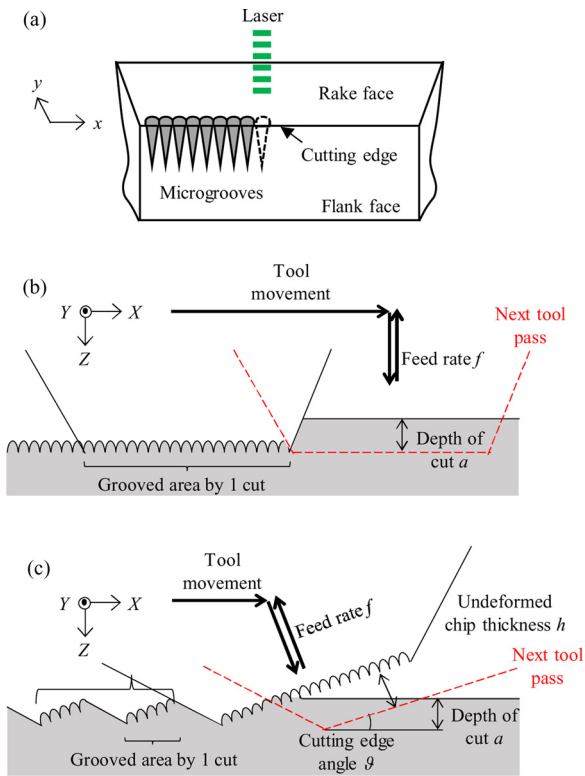 (a)
Laser
y
x
Rake face
Cutting edge
Microgrooves
Flank face
(b)
Tool
movement
Next tool
pass
Y
X
Z
Feed rate f
Depth of
cut a
Grooved area by 1 cut
(c)
Tool
movement
Y
X
Z
Feed rate f
Undeformed
chip thickness h
Next tool
pass
Depth of
cut a
Cutting edge
angle ϑ
Grooved area by 1 cut